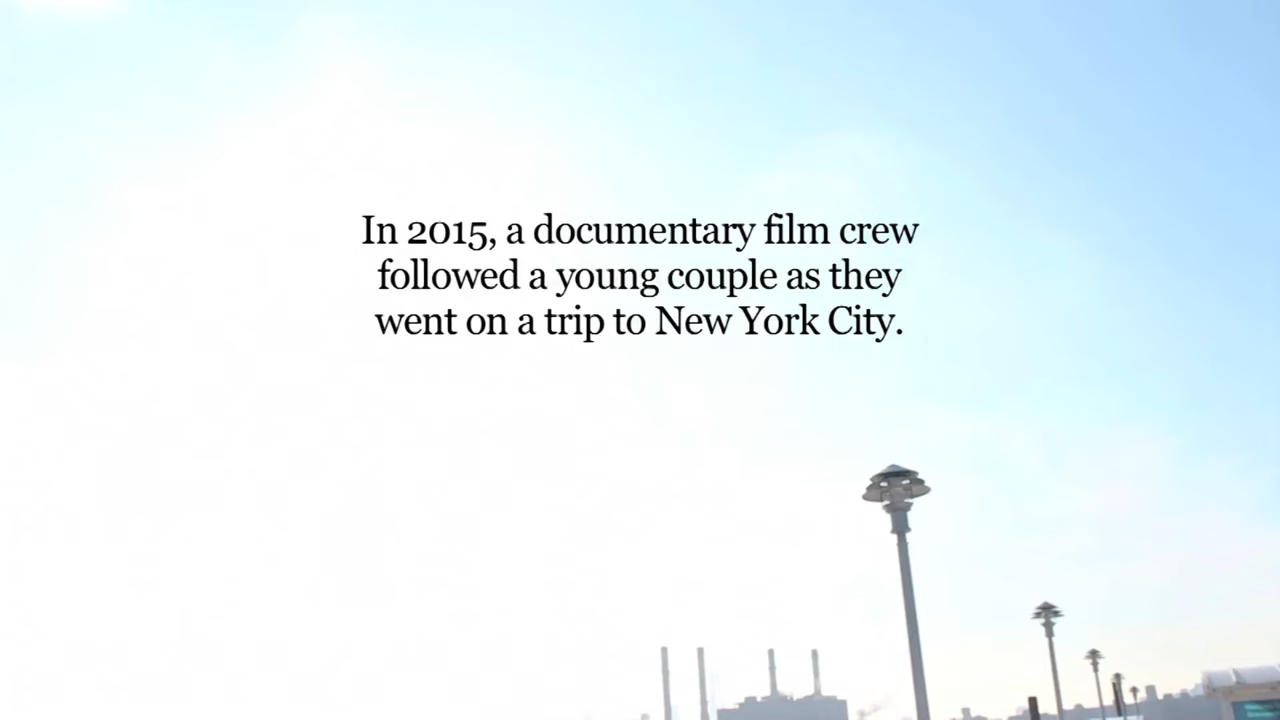 In 2015, a documentary film crew
followed a young couple as they
went on a trip to New York City.